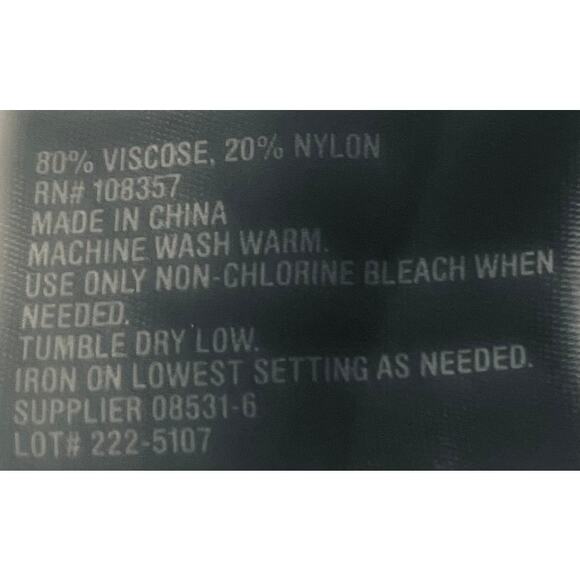 80% VISCOSE, 20% NYLON
RN# 108357
MADE IN CHINA
MACHINE WASH WARM.
USE ONLY NON-CHLORINE BLEACH WHEN
NEEDED.
TUMBLE DRY LOW.
IRON ON LOWEST SETTING AS NEEDED.
SUPPLIER 08531-6
LOT# 222-5107